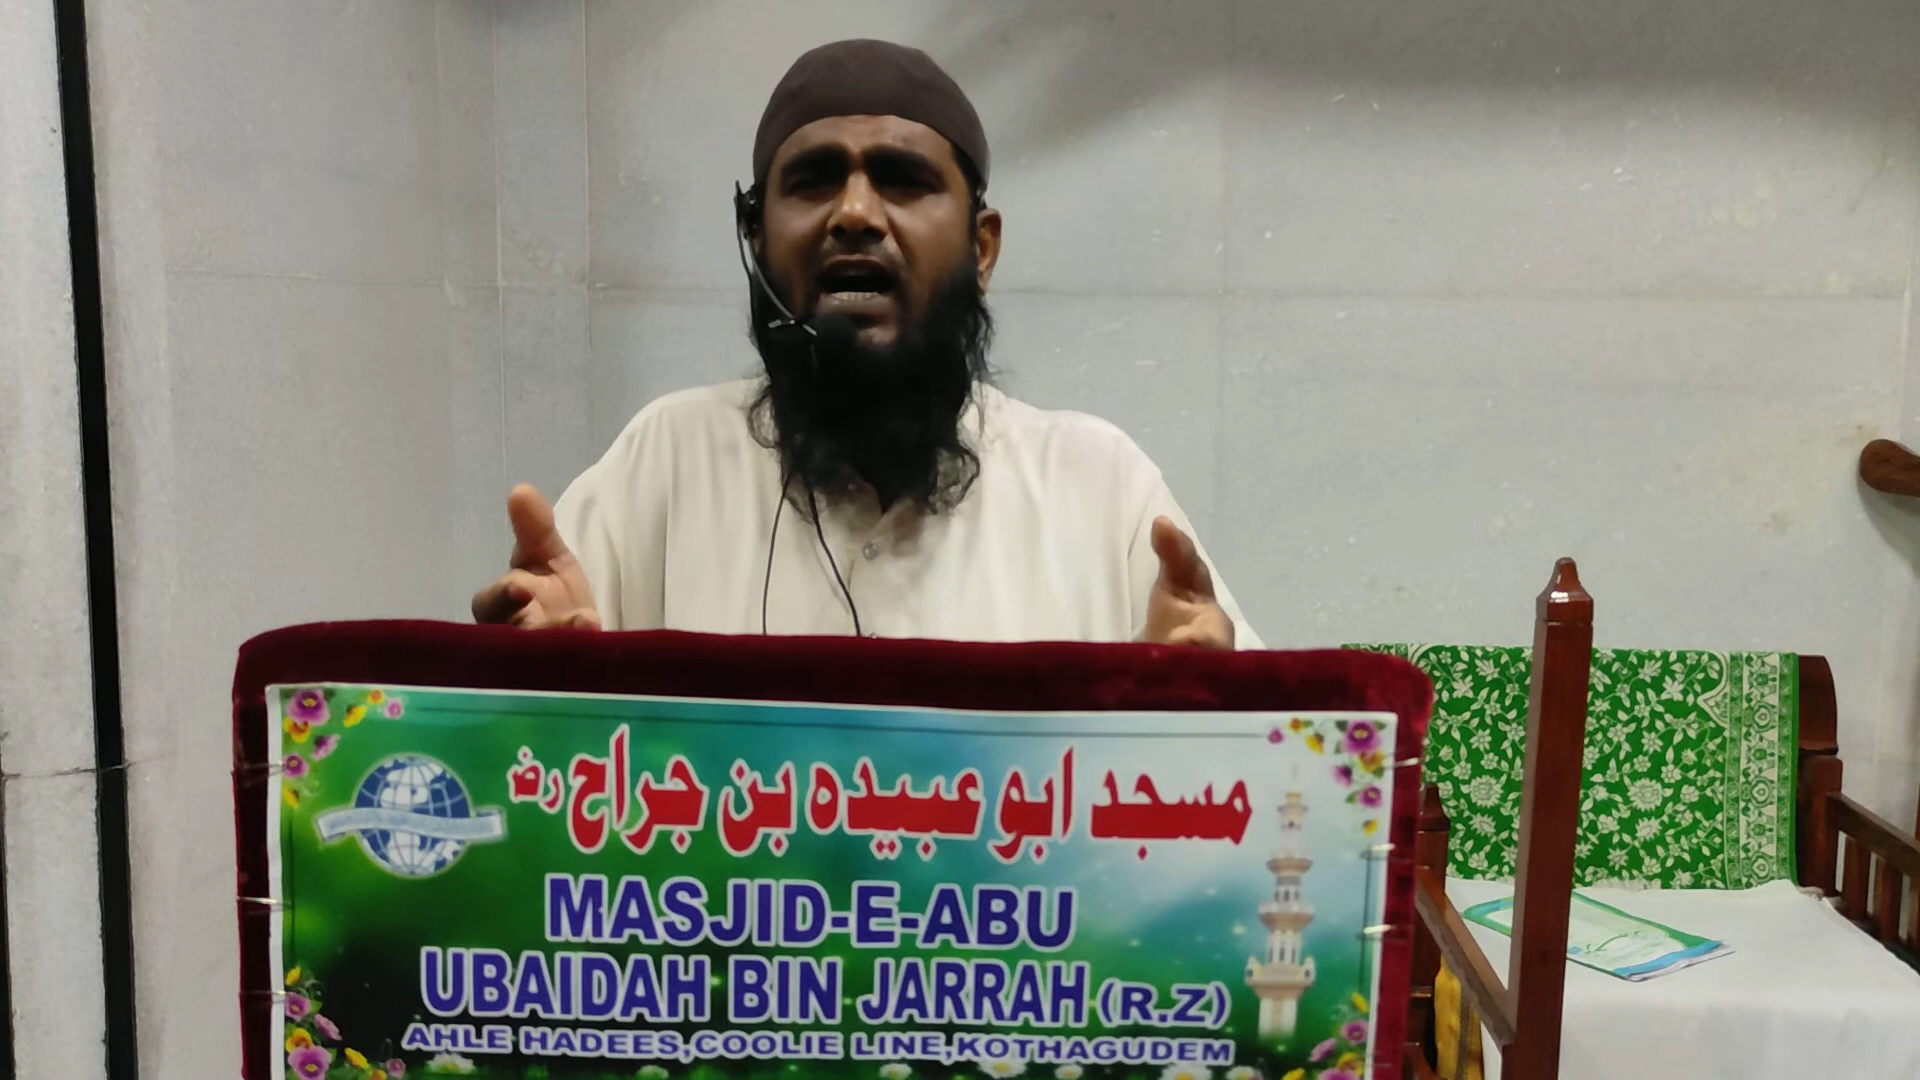 مسجد ابو عبیدہ بن جراح رض
MASJID-E-ABU
UBAIDAH BIN JARRAH (R.Z)
AHLE HADEES,COOLIE LINE,KOTHAGUDEM